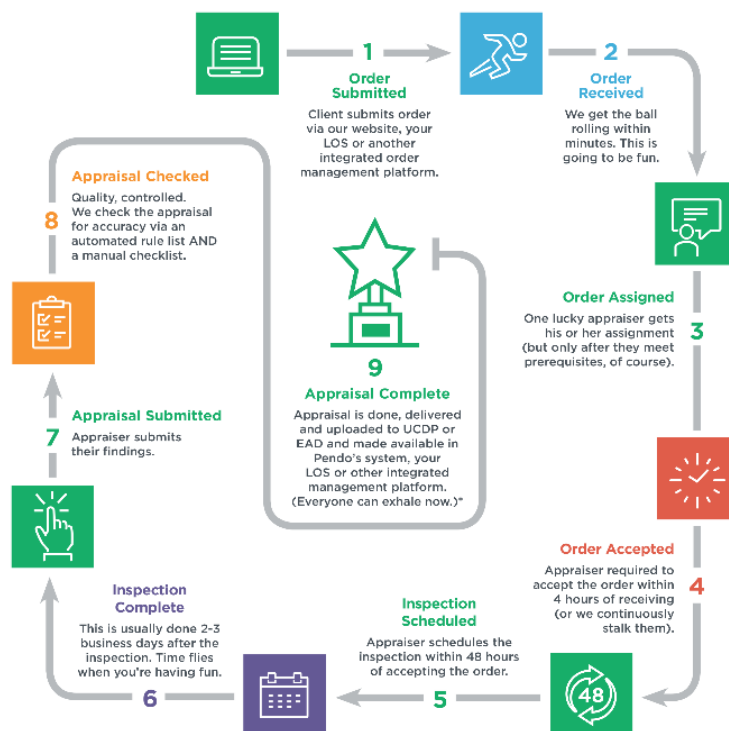 1
Order
Submitted
Client submits order
via our website, your
LOS or another
integrated order
management platform.
2
Order
Received
We get the ball
rolling within
minutes. This is
going to be fun.
Order Assigned
One lucky appraiser gets
his or her assignment
(but only after they meet
prerequisites, of course).
3
Order Accepted
Appraiser required to
accept the order within
4 hours of receiving
(or we continuously
stalk them).
4
48
Inspection
Scheduled
Appraiser schedules the
inspection within 48 hours
of accepting the order.
5
Inspection
Complete
This is usually done 2-3
business days after the
inspection. Time flies
when you're having fun.
6
Appraisal Submitted
7
Appraiser submits
their findings.
Appraisal Checked
8
Quality, controlled.
We check the appraisal
for accuracy via an
automated rule list AND
a manual checklist.
9
Appraisal Complete
Appraisal is done, delivered
and uploaded to UCDP or
EAD and made available in
Pendo's system, your
LOS or other integrated
management platform.
(Everyone can exhale now.)*